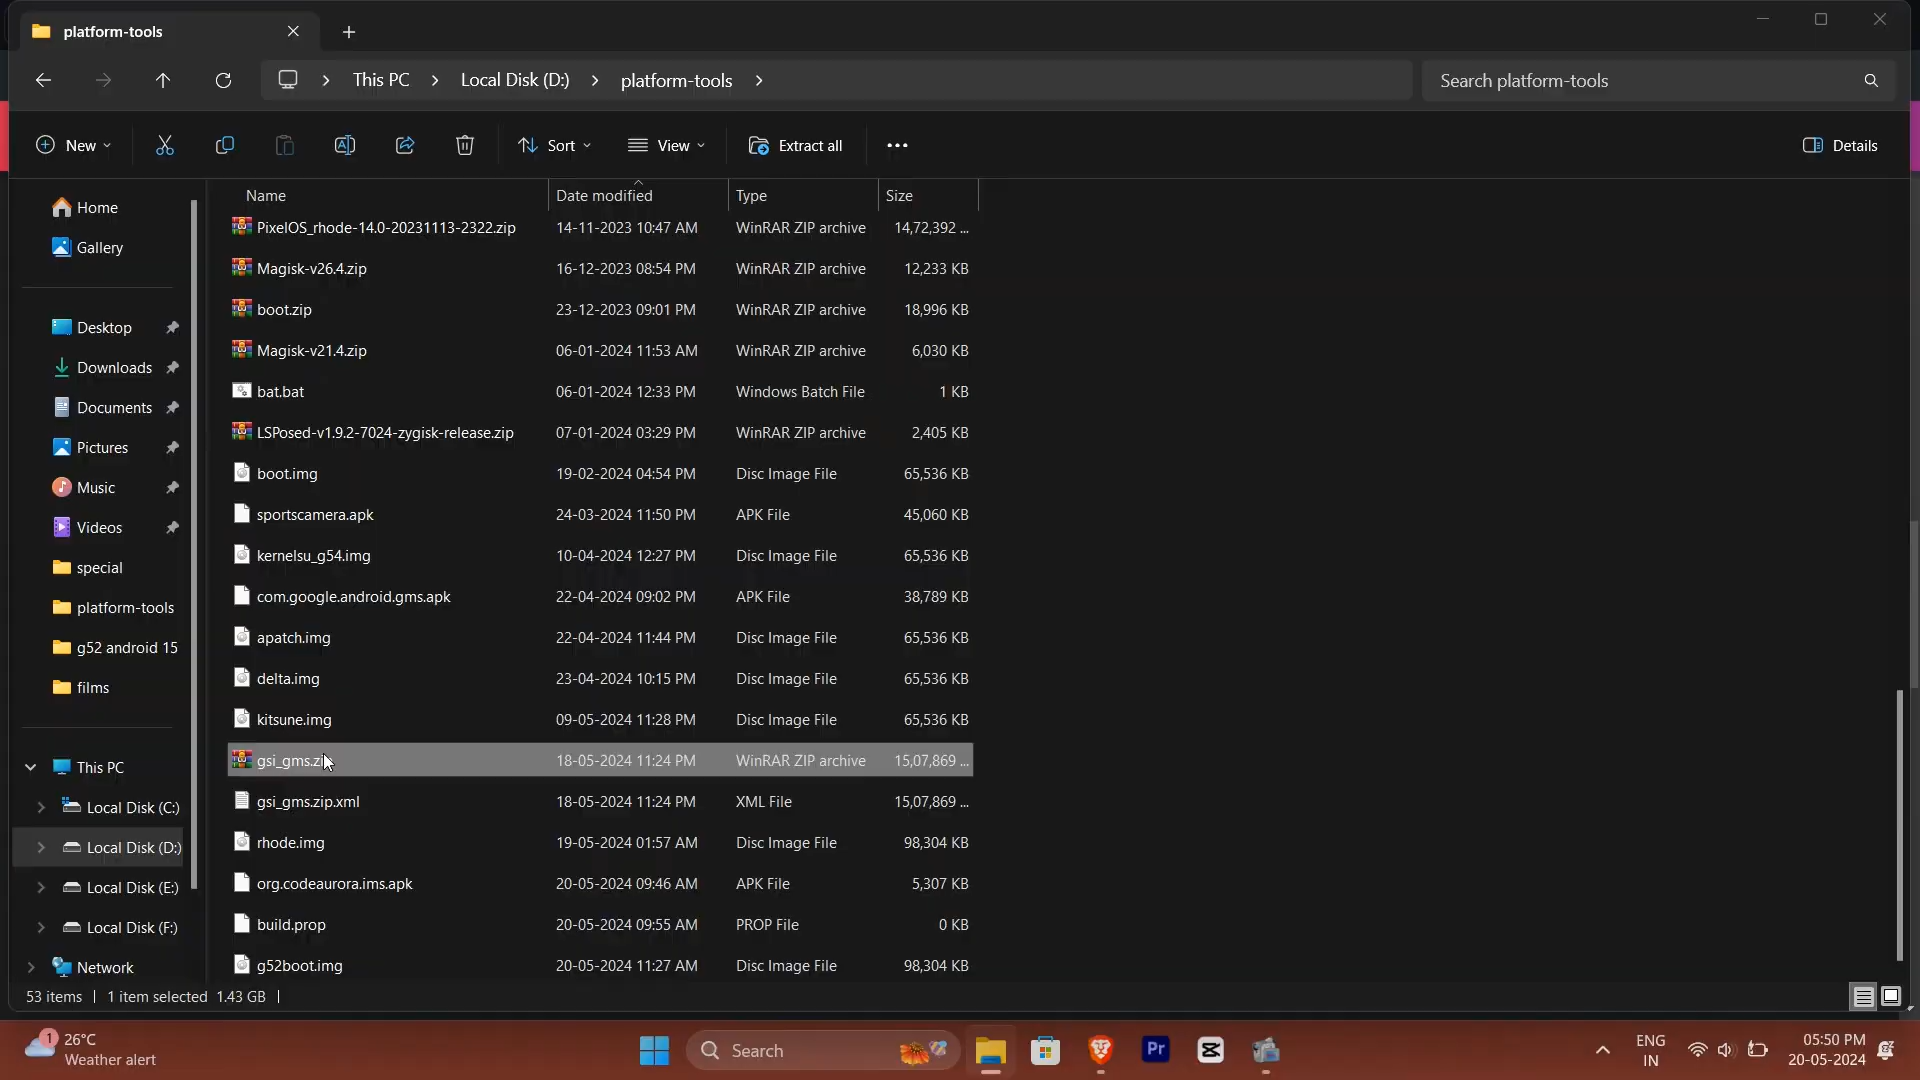 platform-tools
This PC
Local Disk (D:)
platform-tools
Search platform-tools
New
Sort
View
Extract all
Details
Name Date modified Type Size
Home
Gallery
Desktop
Downloads
Documents
Pictures
Music
Videos
special
platform-tools
g52 android 15
films
This PC
Local Disk (C:)
Local Disk (D:)
Local Disk (E:)
Local Disk (F:)
Network
PixelOS_rhode-14.0-20231113-2322.zip 14-11-2023 10:47 AM WinRAR ZIP archive 14,72,392 ...
Magisk-v26.4.zip 16-12-2023 08:54 PM WinRAR ZIP archive 12,233 KB
boot.zip 23-12-2023 09:01 PM WinRAR ZIP archive 18,996 KB
Magisk-v21.4.zip 06-01-2024 11:53 AM WinRAR ZIP archive 6,030 KB
bat.bat 06-01-2024 12:33 PM Windows Batch File 1 KB
LSPosed-v1.9.2-7024-zygisk-release.zip 07-01-2024 03:29 PM WinRAR ZIP archive 2,405 KB
boot.img 19-02-2024 04:54 PM Disc Image File 65,536 KB
sportscamera.apk 24-03-2024 11:50 PM APK File 45,060 KB
kernelsu_g54.img 10-04-2024 12:27 PM Disc Image File 65,536 KB
com.google.android.gms.apk 22-04-2024 09:02 PM APK File 38,789 KB
apatch.img 22-04-2024 11:44 PM Disc Image File 65,536 KB
delta.img 23-04-2024 10:15 PM Disc Image File 65,536 KB
kitsune.img 09-05-2024 11:28 PM Disc Image File 65,536 KB
gsi_gms.zip 18-05-2024 11:24 PM WinRAR ZIP archive 15,07,869 ...
gsi_gms.zip.xml 18-05-2024 11:24 PM XML File 15,07,869 ...
rhode.img 19-05-2024 01:57 AM Disc Image File 98,304 KB
org.codeaurora.ims.apk 20-05-2024 09:46 AM APK File 5,307 KB
build.prop 20-05-2024 09:55 AM PROP File 0 KB
g52boot.img 20-05-2024 11:27 AM Disc Image File 98,304 KB
53 items 1 item selected 1.43 GB
1
26°C
Weather alert
Search
Pr
ENG
IN
05:50 PM
20-05-2024